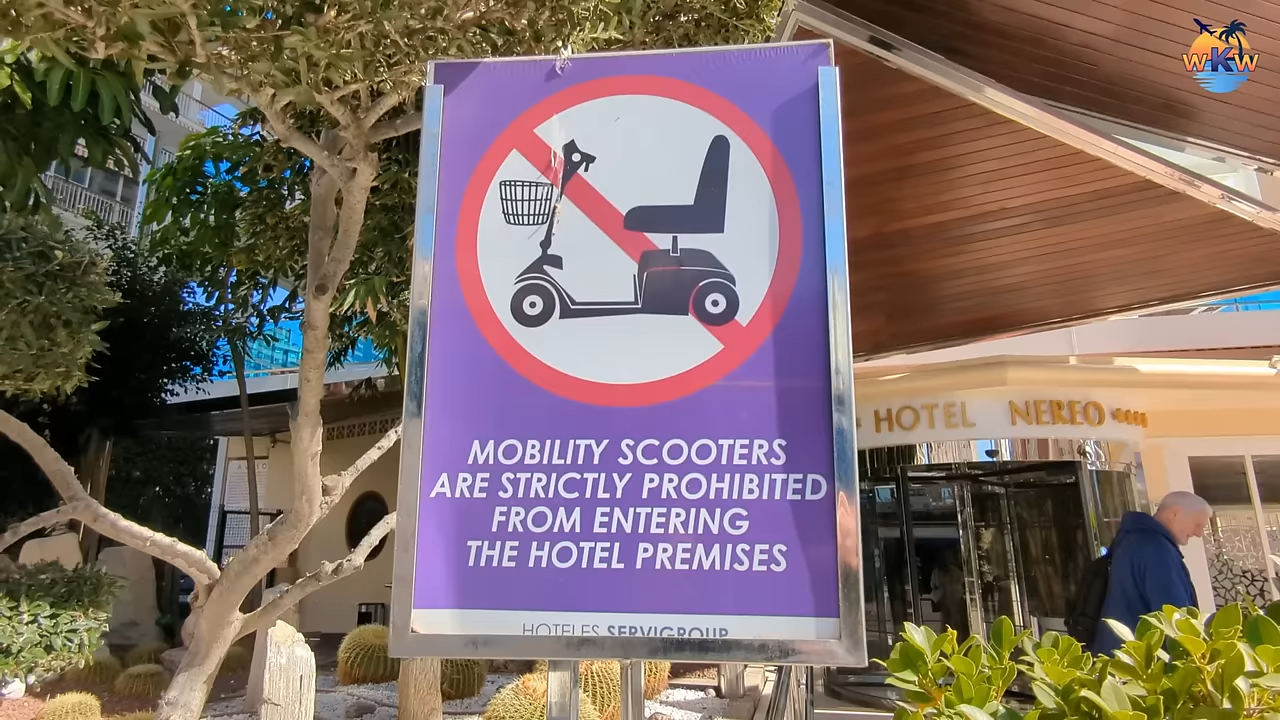 WKW
MOBILITY SCOOTERS
ARE STRICTLY PROHIBITED
FROM ENTERING
THE HOTEL PREMISES
HOTELES SERVIGROUP
HOTEL NEREO